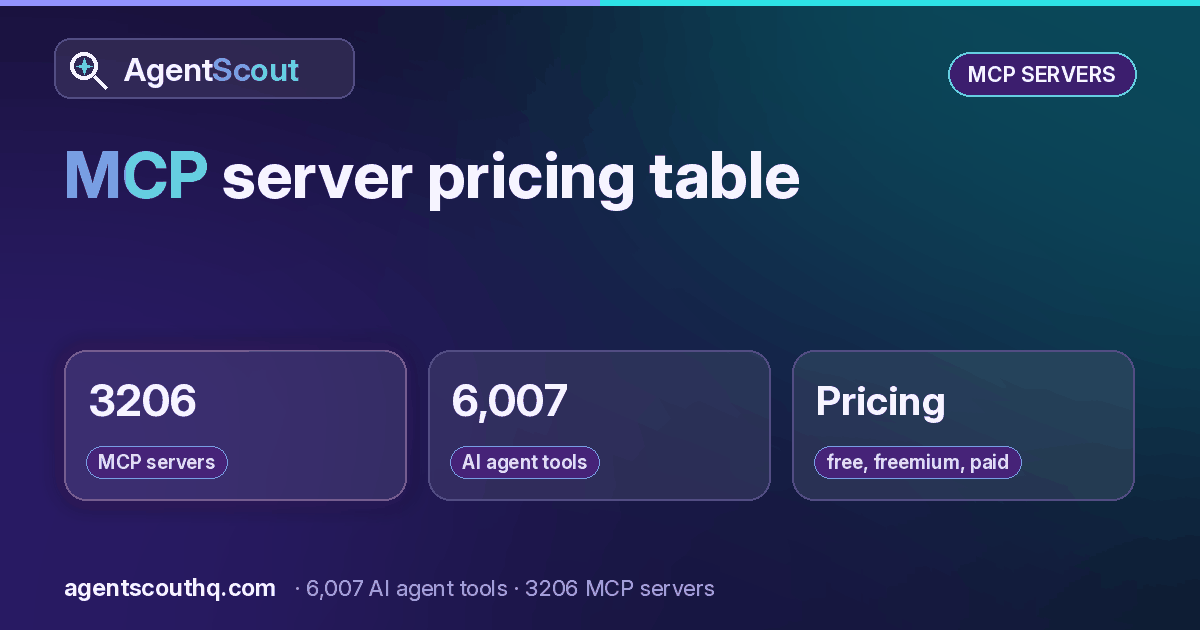 AgentScout
MCP SERVERS
MCP server pricing table
3206
MCP servers
6,007
AI agent tools
Pricing
free, freemium, paid
agentscouthq.com · 6,007 AI agent tools · 3206 MCP servers